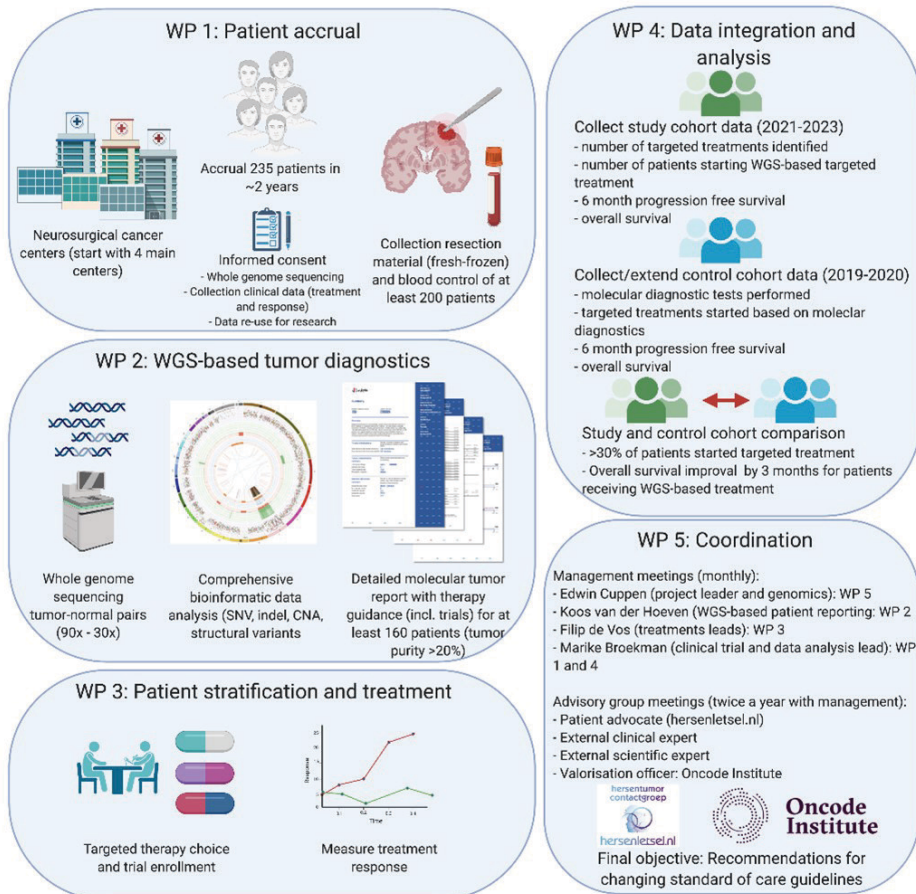 WP 1: Patient accrual
Accrual 235 patients in
~2 years
Neurosurgical cancer
centers (start with 4 main
centers)
Informed consent
- Whole genome sequencing
- Collection clinical data (treatment
and response)
- Data re-use for research
Collection resection
material (fresh-frozen)
and blood control of at
least 200 patients
WP 2: WGS-based tumor diagnostics
Whole genome
sequencing
tumor-normal pairs
(90x - 30x)
Comprehensive
bioinformatic data
analysis (SNV, indel, CNA,
structural variants)
Detailed molecular tumor
report with therapy
guidance (incl. trials) for
at least 160 patients (tumor
purity >20%)
WP 3: Patient stratification and treatment
Targeted therapy choice
and trial enrollment
Response
Time
Measure treatment
response
WP 4: Data integration and
analysis
Collect study cohort data (2021-2023)
- number of targeted treatments identified
- number of patients starting WGS-based targeted
treatment
- 6 month progression free survival
- overall survival
Collect/extend control cohort data (2019-2020)
- molecular diagnostic tests performed
- targeted treatments started based on moleclar
diagnostics
- 6 month progression free survival
- overall survival
Study and control cohort comparison
- >30% of patients started targeted treatment
- Overall survival improval by 3 months for patients
receiving WGS-based treatment
WP 5: Coordination
Management meetings (monthly):
- Edwin Cuppen (project leader and genomics): WP 5
- Koos van der Hoeven (WGS-based patient reporting: WP 2
- Filip de Vos (treatments leads): WP 3
- Marike Broekman (clinical trial and data analysis lead): WP
1 and 4
Advisory group meetings (twice a year with management):
- Patient advocate (hersenletsel.nl)
- External clinical expert
- External scientific expert
- Valorisation officer: Oncode Institute
hersentumor
contactgroep
hersenletsel.nl
Oncode
Institute
Final objective: Recommendations for
changing standard of care guidelines